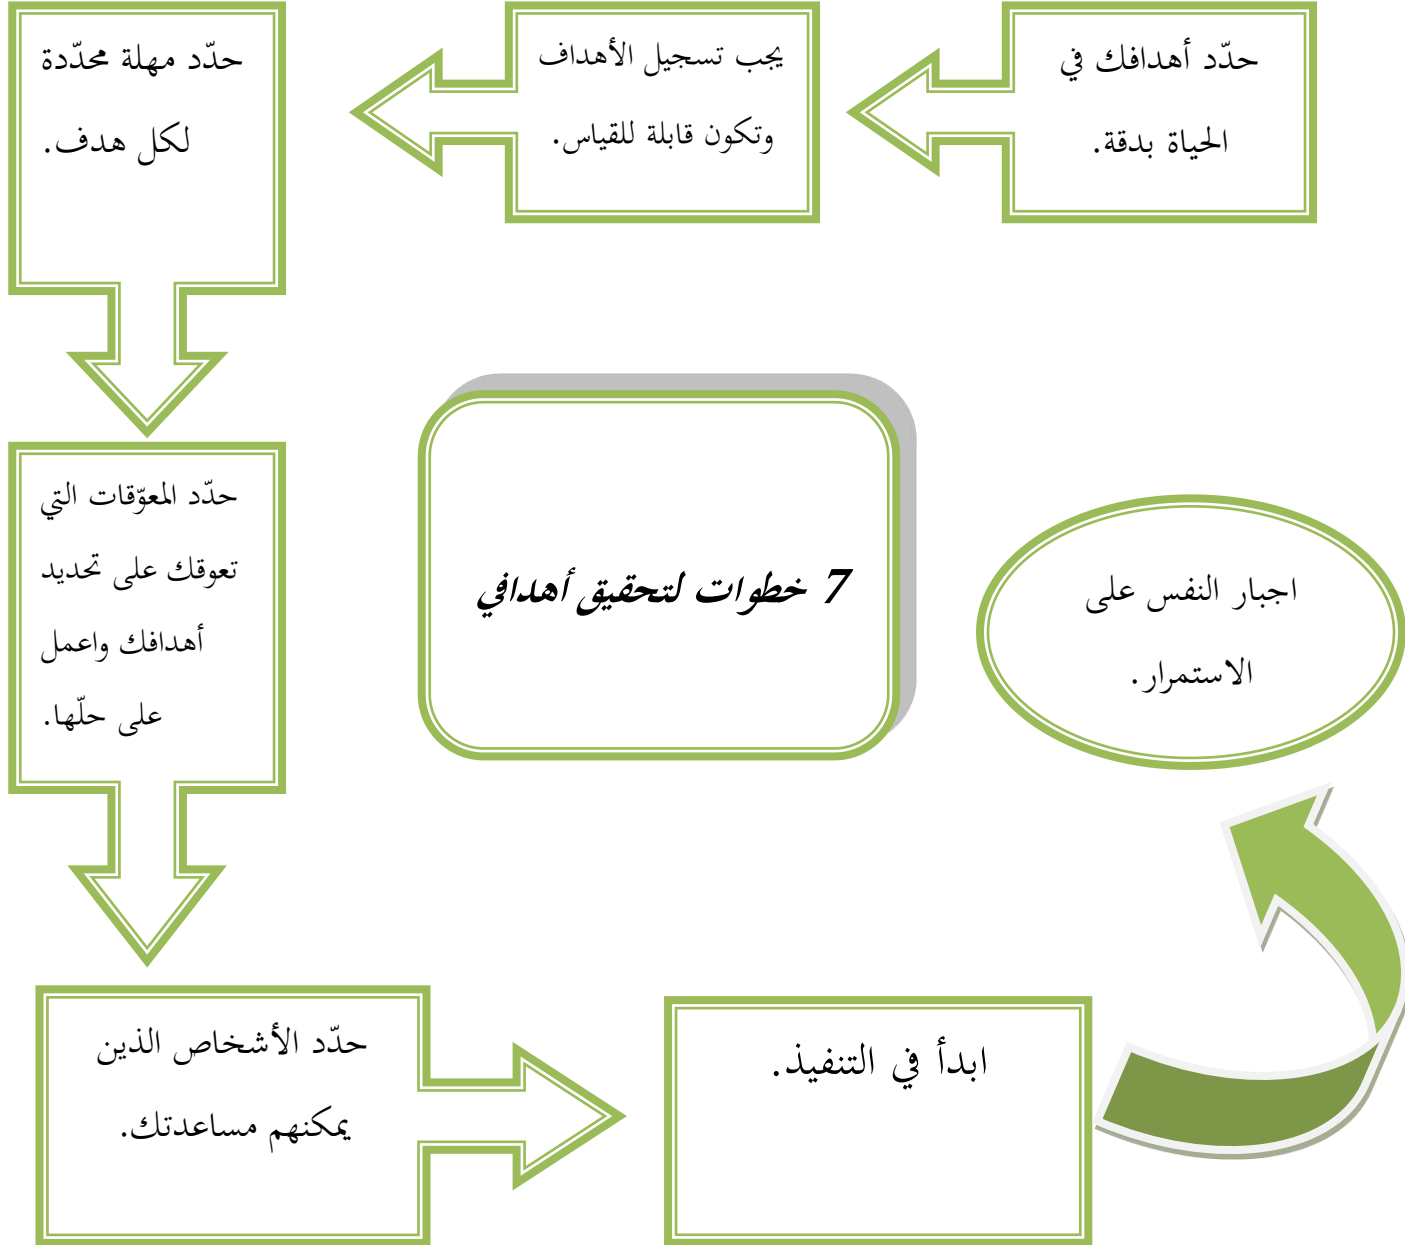 حدّد أهدافك في
الحياة بدقة.
يجب تسجيل الأهداف
وتكون قابلة للقياس.
حدّد مهلة محدّدة
لكل هدف.
حدّد المعوّقات التي
تعوقك على تحديد
أهدافك واعمل
على حلّها.
حدّد الأشخاص الذين
يمكنهم مساعدتك.
ابدأ في التنفيذ.
اجبار النفس على
الاستمرار.
7 خطوات لتحقيق أهدافي